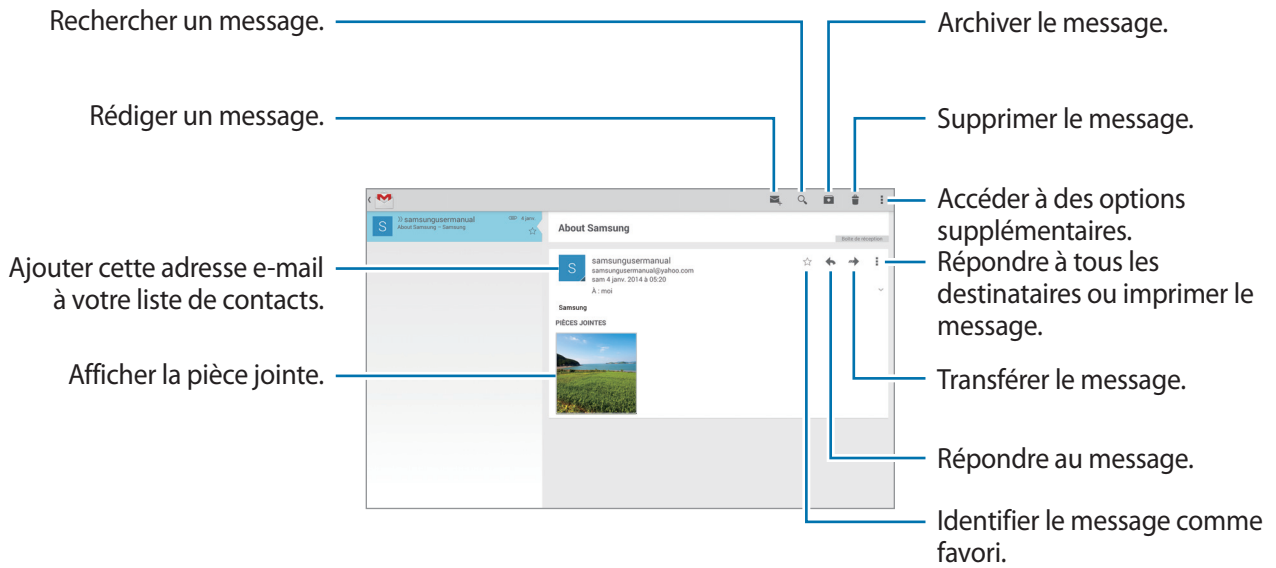 Rechercher un message.
Rédiger un message.
Ajouter cette adresse e-mail
à votre liste de contacts.
Afficher la pièce jointe.
samsungusermanual
4 janv.
About Samsung – Samsung
S
About Samsung
Boîte de réception
S
samsungusermanual
samsungusermanual@yahoo.com
sam 4 janv. 2014 à 05:20
À : moi
Samsung
PIÈCES JOINTES
Archiver le message.
Supprimer le message.
Accéder à des options
supplémentaires.
Répondre à tous les
destinataires ou imprimer le
message.
Transférer le message.
Répondre au message.
Identifier le message comme
favori.